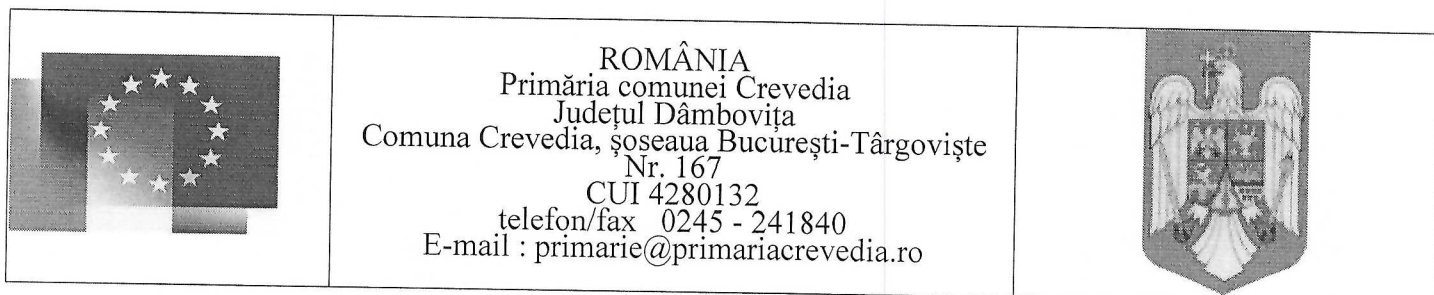 ROMÂNIA
Primăria comunei Crevedia
Județul Dâmbovița
Comuna Crevedia, șoseaua București-Târgoviște
Nr. 167
CUI 4280132
telefon/fax 0245 - 241840
E-mail : primarie@primariacrevedia.ro